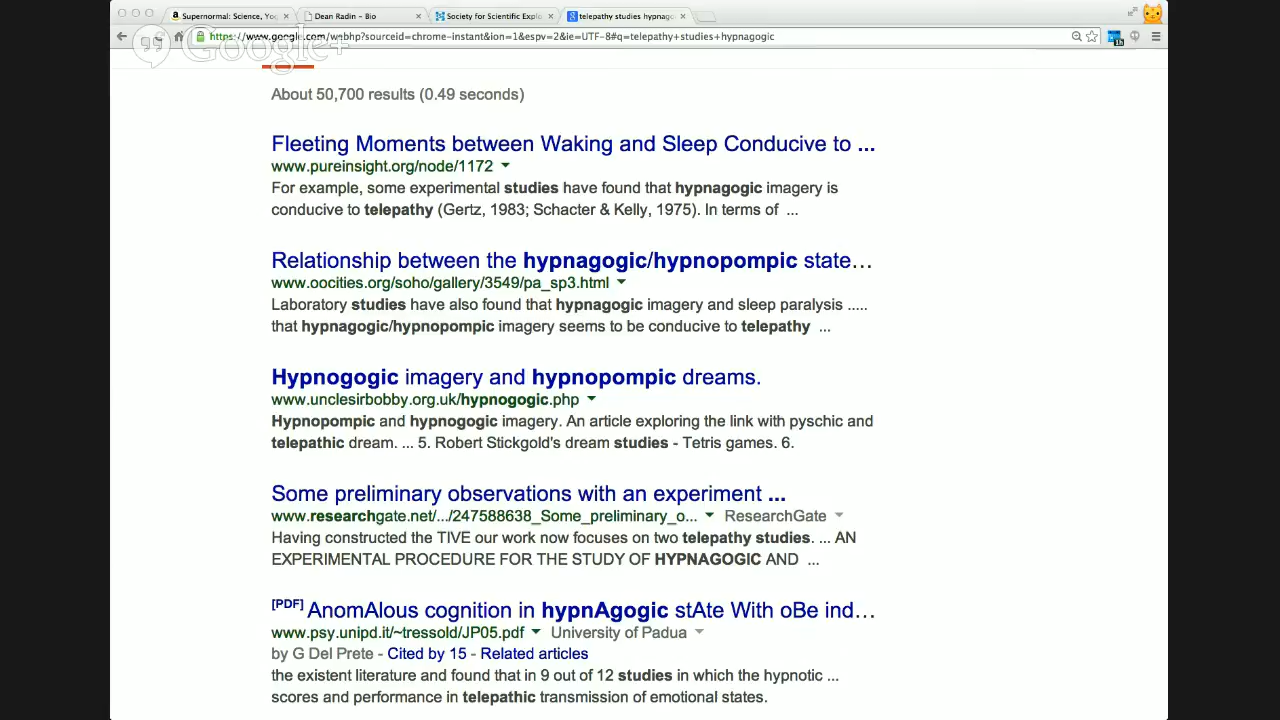 Supernormal: Science, Yog
Dean Radin - Bio
Society for Scientific Explo
telepathy studies hypnago
https://www.google.com/webhp?sourceid=chrome-instant&ion=1&espv=2&ie=UTF-8#q=telepathy+studies+hypnagogic
Google+
About 50,700 results (0.49 seconds)
Fleeting Moments between Waking and Sleep Conducive to ...
www.pureinsight.org/node/1172
For example, some experimental studies have found that hypnagogic imagery is
conducive to telepathy (Gertz, 1983; Schacter & Kelly, 1975). In terms of ...
Relationship between the hypnagogic/hypnopompic state...
www.oocities.org/soho/gallery/3549/pa_sp3.html
Laboratory studies have also found that hypnagogic imagery and sleep paralysis .....
that hypnagogic/hypnopompic imagery seems to be conducive to telepathy ...
Hypnogogic imagery and hypnopompic dreams.
www.unclesirbobby.org.uk/hypnogogic.php
Hypnopompic and hypnogogic imagery. An article exploring the link with pyschic and
telepathic dream. ... 5. Robert Stickgold's dream studies - Tetris games. 6.
Some preliminary observations with an experiment ...
www.researchgate.net/.../247588638_Some_preliminary_o... ResearchGate
Having constructed the TIVE our work now focuses on two telepathy studies. ... AN
EXPERIMENTAL PROCEDURE FOR THE STUDY OF HYPNAGOGIC AND ...
[PDF] AnomAlous cognition in hypnAgogic stAte With oBe ind...
www.psy.unipd.it/~tressold/JP05.pdf University of Padua
by G Del Prete - Cited by 15 - Related articles
the existent literature and found that in 9 out of 12 studies in which the hypnotic ...
scores and performance in telepathic transmission of emotional states.